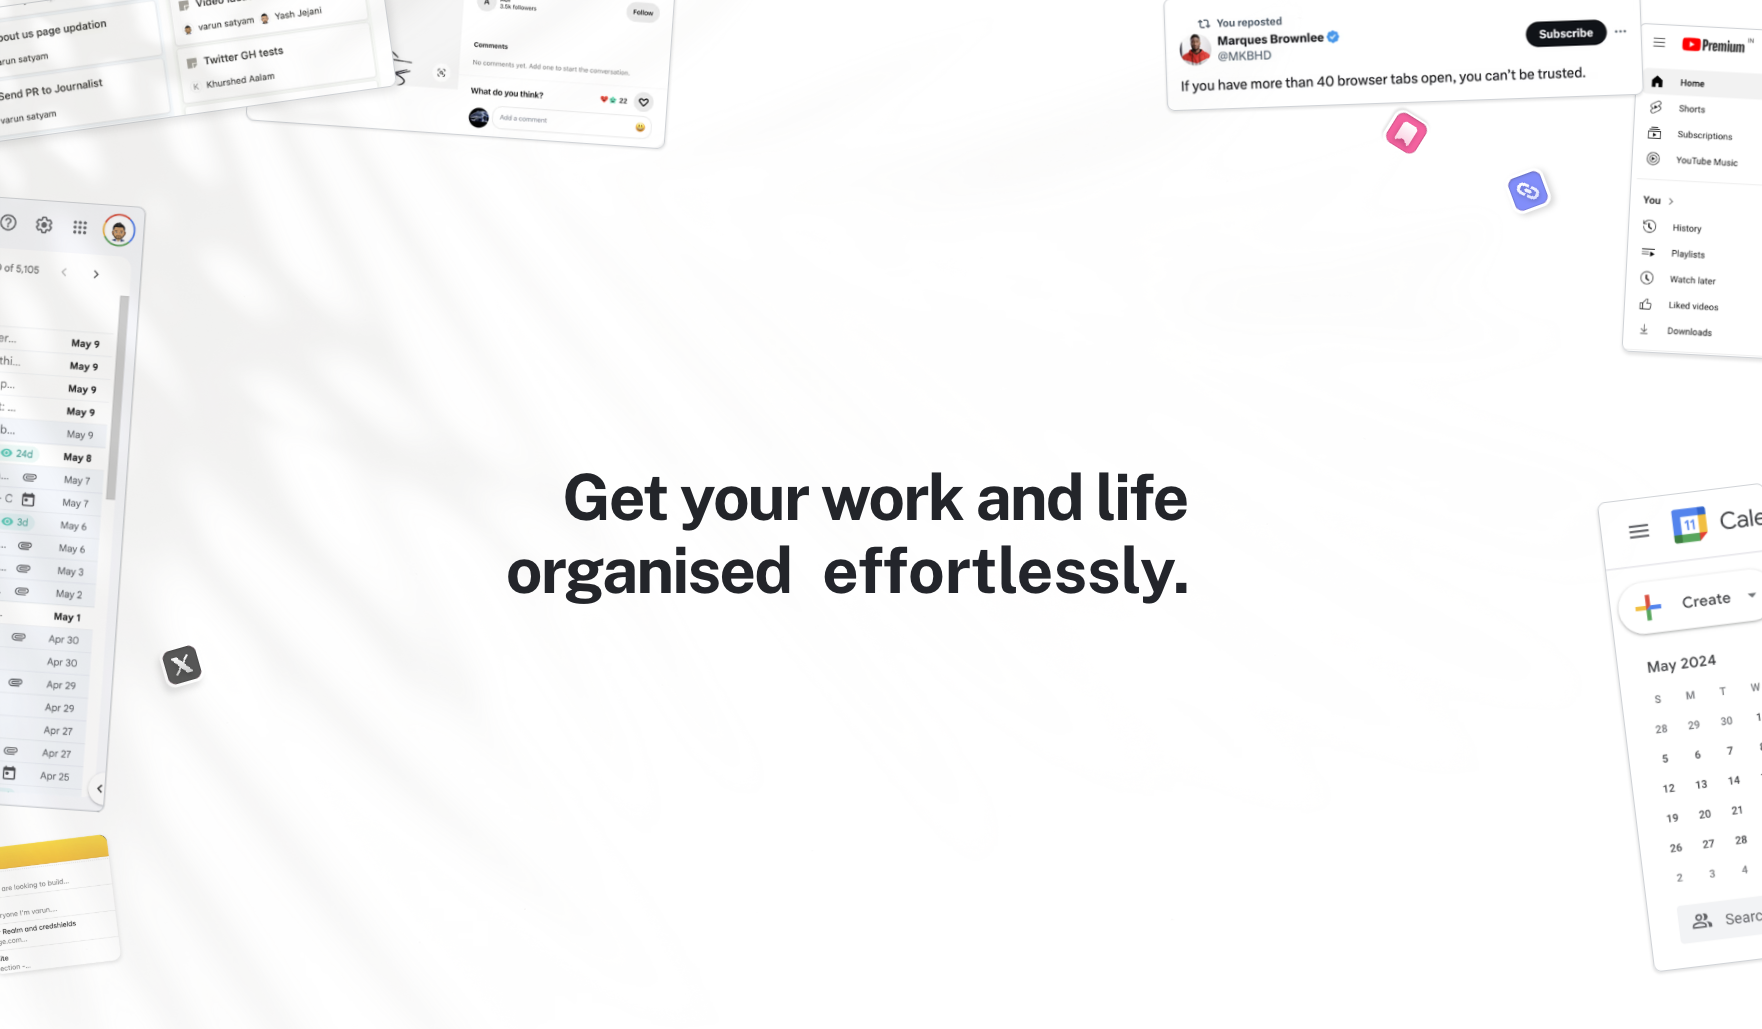 bout us page updation
varun satyam
Send PR to Journalist
varun satyam
varun satyam Yash Jejani
Twitter GH tests
K Khurshed Aalam
A
3.5k followers
Follow
Comments
No comments yet. Add one to start the conversation.
What do you think?
22
Add a comment
You reposted
Marques Brownlee
@MKBHD
Subscribe
If you have more than 40 browser tabs open, you can't be trusted.
Premium IN
Home
Shorts
Subscriptions
YouTube Music
You
History
Playlists
Watch later
Liked videos
Downloads
of 5,105
er... May 9
thi... May 9
p... May 9
t: ... May 9
b... May 9
24d May 8
... May 7
C May 7
3d May 6
... May 6
... May 3
May 2
May 1
Apr 30
Apr 30
Apr 29
Apr 29
Apr 27
Apr 27
Apr 25
Get your work and life
organised effortlessly.
X
are looking to build...
ryone I'm varun....
Realm and credshields
ge.com...
ite
ection -...
11 Cale
Create
May 2024
S M T W
28 29 30 1
5 6 7 8
12 13 14
19 20 21
26 27 28
2 3 4
Searc